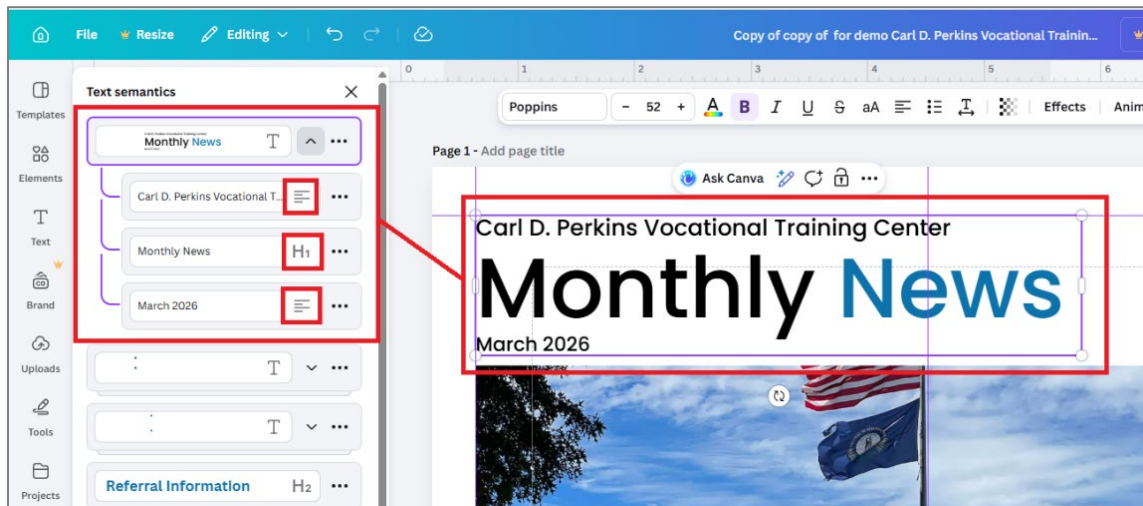 File Resize Editing Copy of copy of for demo Carl D. Perkins Vocational Trainin...
Templates
Elements
Text
Brand
Uploads
Tools
Projects
Text semantics
Monthly News
Carl D. Perkins Vocational T...
Monthly News H1
March 2026
Referral Information H2
0 1 2 3 4 5 6
Poppins - 52 + A B I U S aA T Effects Anim
Page 1 - Add page title
Ask Canva
Carl D. Perkins Vocational Training Center
Monthly News
March 2026